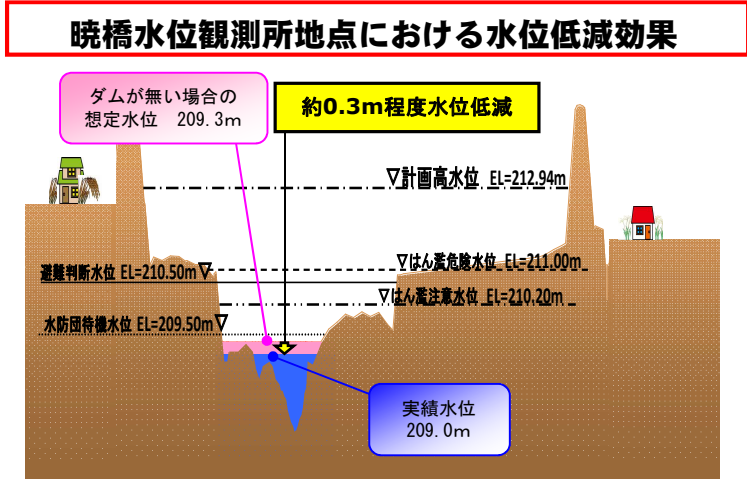 暁橋水位観測所地点における水位低減効果
ダムが無い場合の
想定水位 209.3m
約0.3m程度水位低減
▽計画高水位 EL=212.94m
▽はん濫危険水位 EL=211.00m
避難判断水位 EL=210.50m▽
▽はん濫注意水位 EL=210.20m
水防団待機水位 EL=209.50m▽
実績水位
209.0m